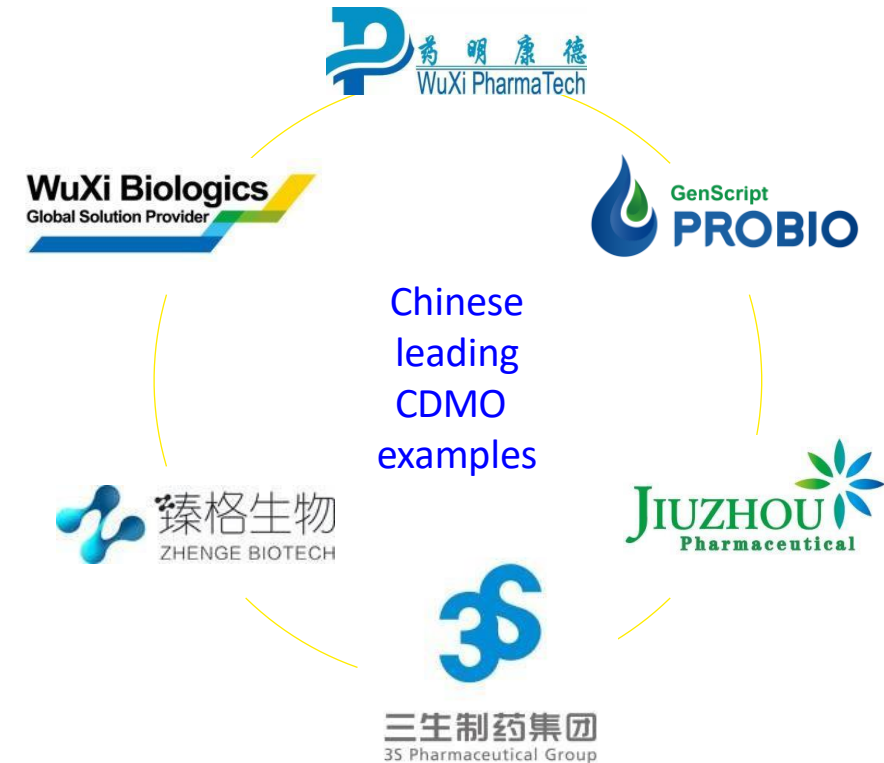 药明康德
WuXi PharmaTech
WuXi Biologics
Global Solution Provider
GenScript
PROBIO
Chinese
leading
CDMO
examples
臻格生物
ZHENGE BIOTECH
JIUZHOU
Pharmaceutical
3S
三生制药集团
3S Pharmaceutical Group